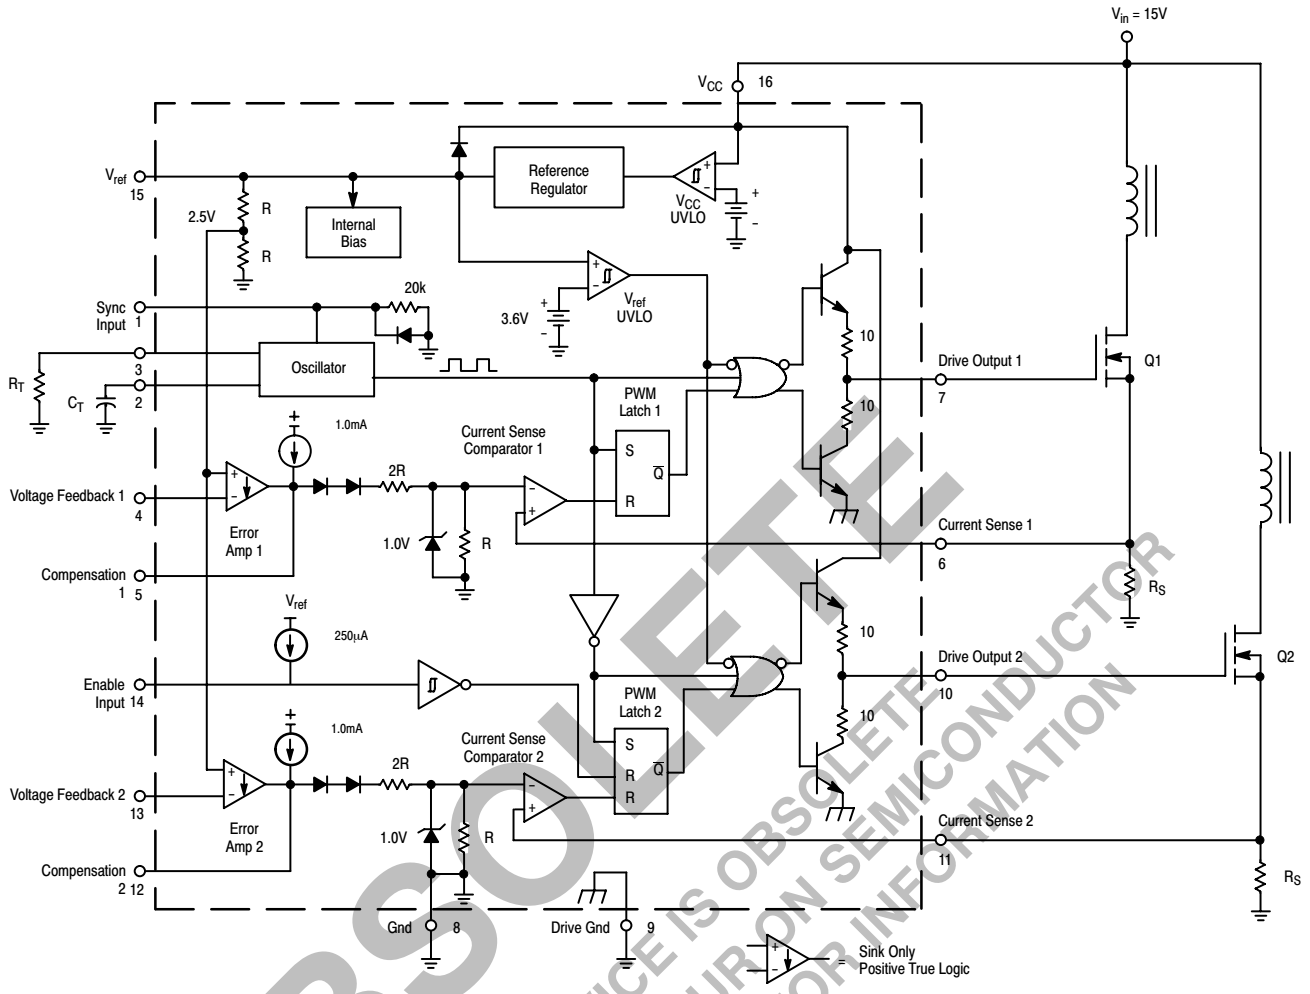 Vin = 15V
VCC 16
Vref
15
Reference
Regulator
+
-
VCC
UVLO
+
-
2.5V
R
R
Internal
Bias
Sync
Input 1
20k
+
-
3.6V
+
-
Vref
UVLO
3
RT
CT
2
Oscillator
10
Drive Output 1
7
Q1
10
PWM
Latch 1
S
R
Q
Current Sense
Comparator 1
-
+
+
1.0mA
2R
+
-
Voltage Feedback 1
4
Error
Amp 1
1.0V
R
Current Sense 1
6
RS
Compensation
1 5
Vref
250µA
Enable
Input
14
10
Drive Output 2
10
Q2
10
PWM
Latch 2
S
R
R
Q
Current Sense
Comparator 2
-
+
+
1.0mA
2R
+
-
Voltage Feedback 2
13
Error
Amp 2
1.0V
R
Current Sense 2
11
RS
Compensation
2 12
Gnd 8
Drive Gnd 9
+
-
= Sink Only
Positive True Logic
OBSOLETE
DEVICE IS OBSOLETE
YOUR ON SEMICONDUCTOR
FOR INFORMATION